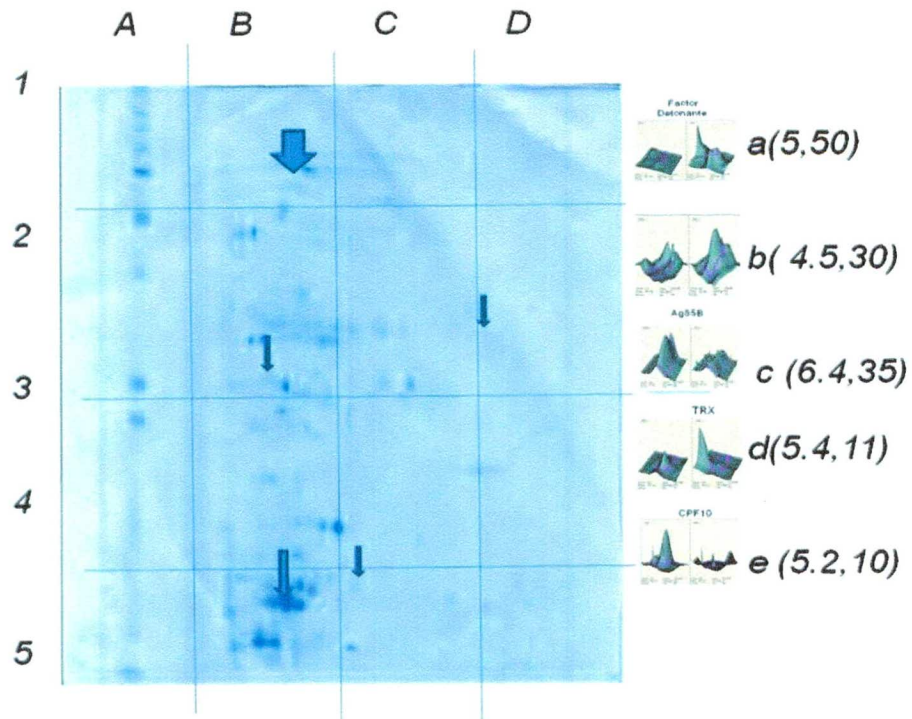 A B C D
1
Factor
Detonante
a(5,50)
2
b( 4.5,30)
Ag85B
c (6.4,35)
3
TRX
d(5.4,11)
4
CPF10
e (5.2,10)
5